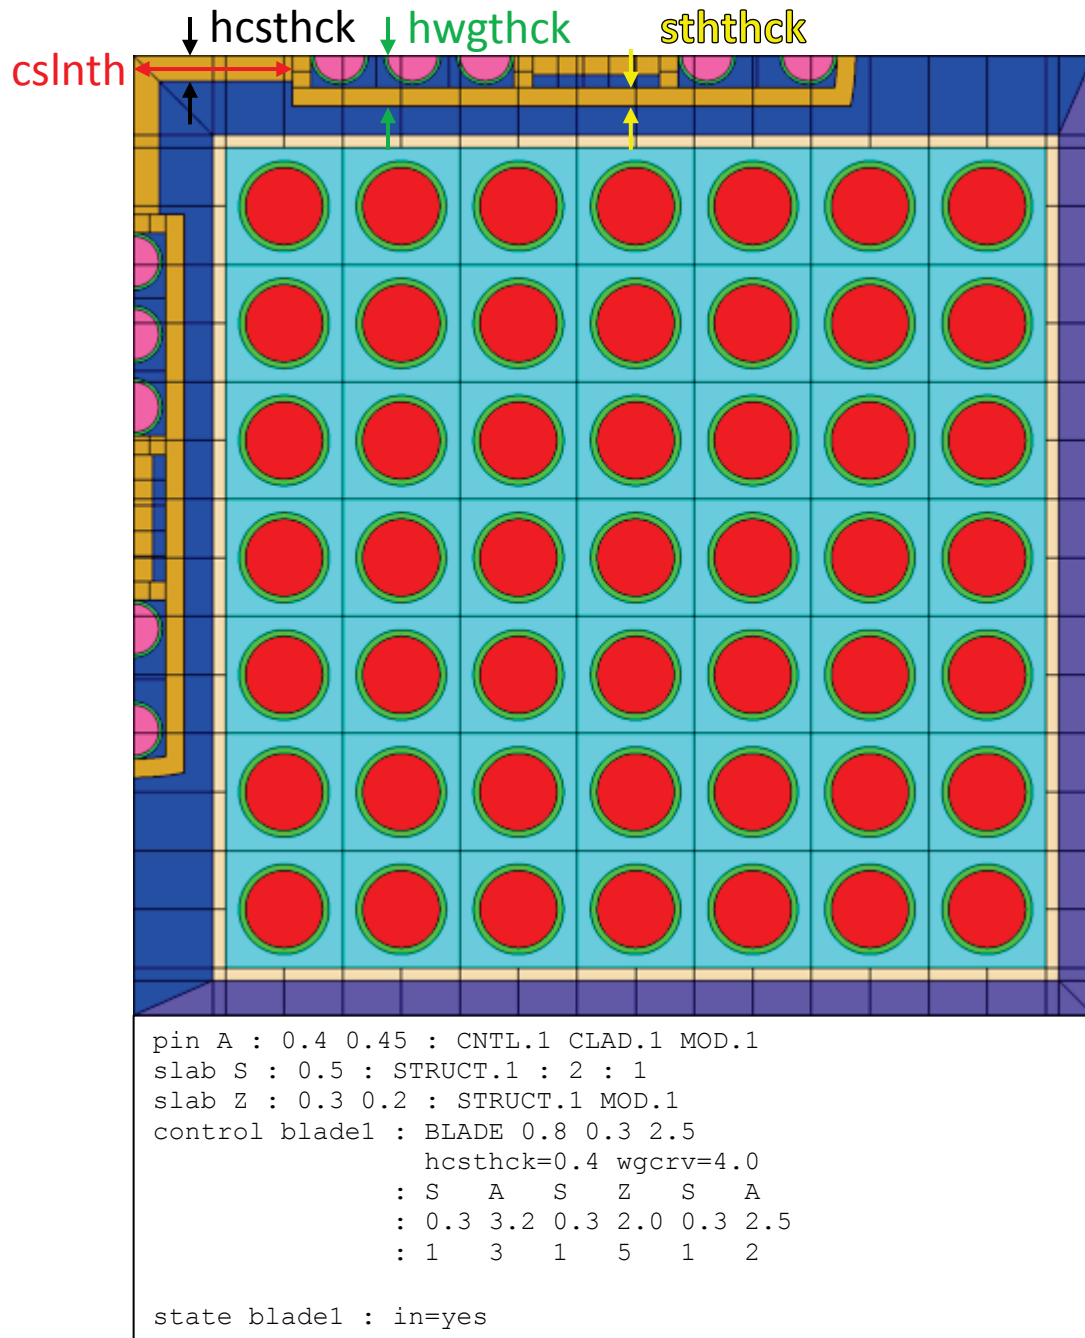 hcsthck hwgthck sththck
cslnth
pin A : 0.4 0.45 : CNTL.1 CLAD.1 MOD.1
slab S : 0.5 : STRUCT.1 : 2 : 1
slab Z : 0.3 0.2 : STRUCT.1 MOD.1
control blade1 : BLADE 0.8 0.3 2.5
hcsthck=0.4 wgcrv=4.0
: S A S Z S A
: 0.3 3.2 0.3 2.0 0.3 2.5
: 1 3 1 5 1 2
state blade1 : in=yes